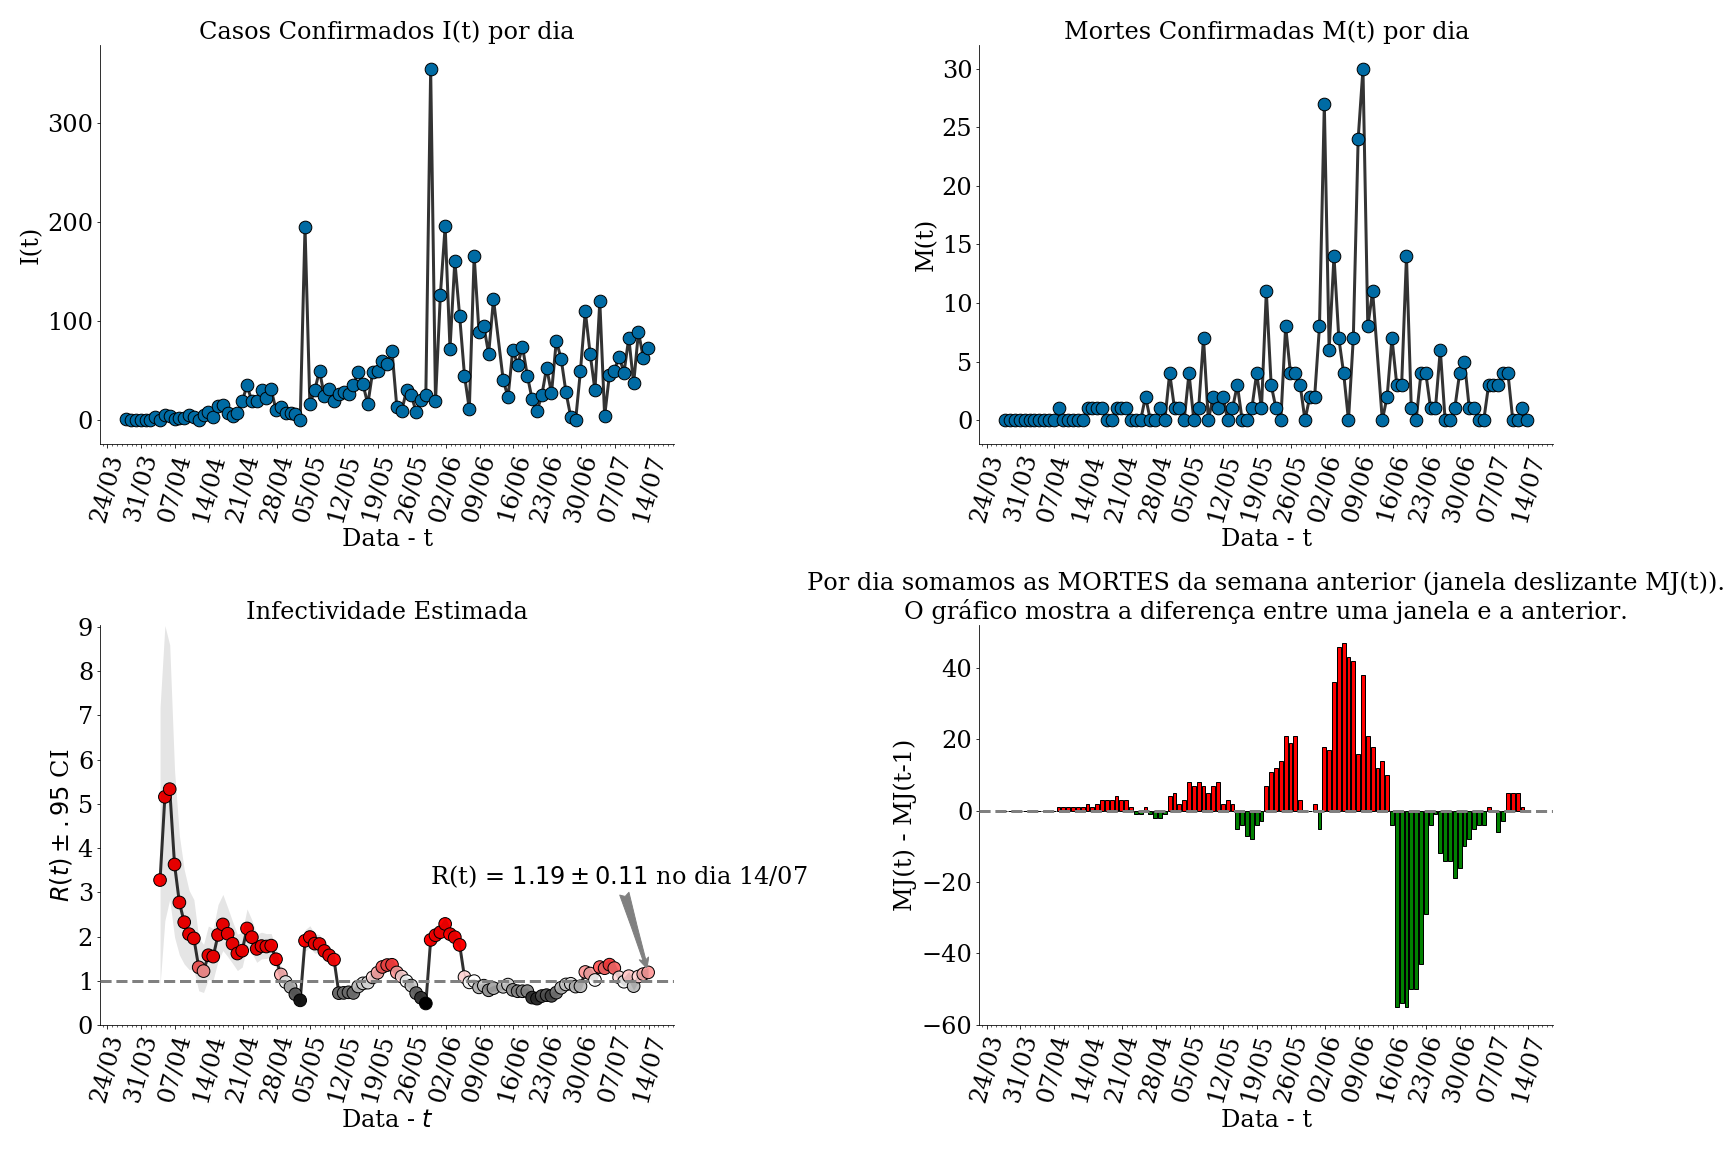 Casos Confirmados I(t) por dia
I(t)
300
200
100
0
24/03 31/03 07/04 14/04 21/04 28/04 05/05 12/05 19/05 26/05 02/06 09/06 16/06 23/06 30/06 07/07 14/07
Data - t
Mortes Confirmadas M(t) por dia
M(t)
30
25
20
15
10
5
0
24/03 31/03 07/04 14/04 21/04 28/04 05/05 12/05 19/05 26/05 02/06 09/06 16/06 23/06 30/06 07/07 14/07
Data - t
Infectividade Estimada
R(t) ± .95 CI
9
8
7
6
5
4
3
2
1
0
R(t) = 1.19 ± 0.11 no dia 14/07
24/03 31/03 07/04 14/04 21/04 28/04 05/05 12/05 19/05 26/05 02/06 09/06 16/06 23/06 30/06 07/07 14/07
Data - t
Por dia somamos as MORTES da semana anterior (janela deslizante MJ(t)).
O gráfico mostra a diferença entre uma janela e a anterior.
MJ(t) - MJ(t-1)
40
20
0
−20
−40
−60
24/03 31/03 07/04 14/04 21/04 28/04 05/05 12/05 19/05 26/05 02/06 09/06 16/06 23/06 30/06 07/07 14/07
Data - t